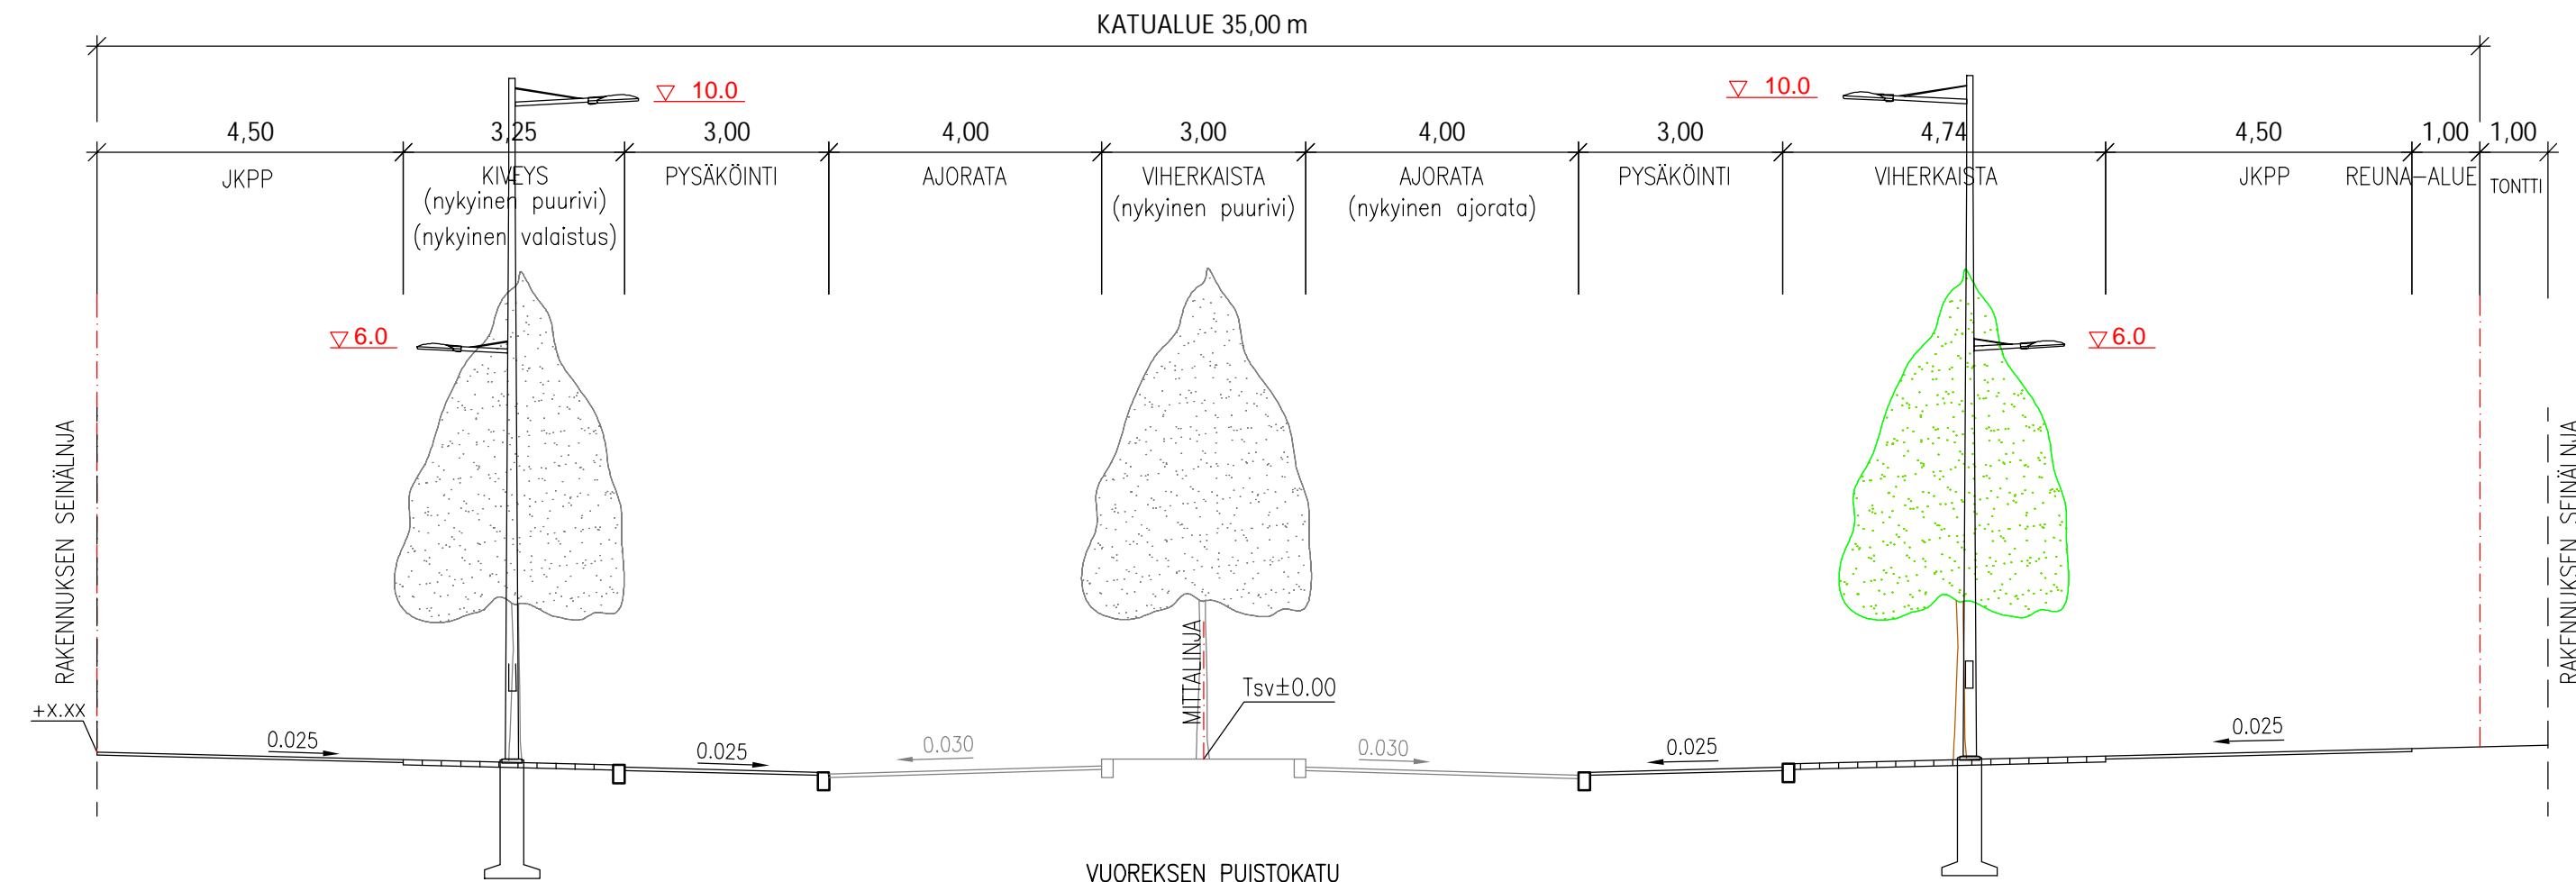 KATUALUE 35,00 m
10.0
10.0
4,50
3,25
3,00
4,00
3,00
4,00
3,00
4,74
4,50
1,00
1,00
JKPP
KIVEYS
(nykyinen puurivi)
(nykyinen valaistus)
PYSÄKÖINTI
AJORATA
VIHERKAISTA
(nykyinen puurivi)
AJORATA
(nykyinen ajorata)
PYSÄKÖINTI
VIHERKAISTA
JKPP
REUNA-ALUE
TONTTI
6.0
6.0
RAKENNUKSEN SEINÄLNJA
MITTALINJA
RAKENNUKSEN SEINÄLNJA
Tsv±0.00
+X.XX
0.025
0.025
0.030
0.030
0.025
0.025
VUOREKSEN PUISTOKATU